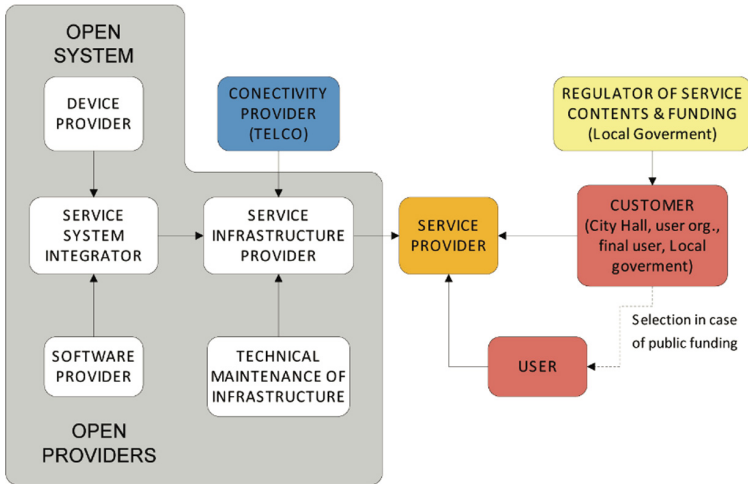 OPEN
SYSTEM
DEVICE
PROVIDER
CONECTIVITY
PROVIDER
(TELCO)
REGULATOR OF SERVICE
CONTENTS & FUNDING
(Local Goverment)
SERVICE
SYSTEM
INTEGRATOR
SERVICE
INFRASTRUCTURE
PROVIDER
SERVICE
PROVIDER
CUSTOMER
(City Hall, user org.,
final user, Local
goverment)
Selection in case
of public funding
SOFTWARE
PROVIDER
TECHNICAL
MAINTENANCE OF
INFRASTRUCTURE
USER
OPEN
PROVIDERS